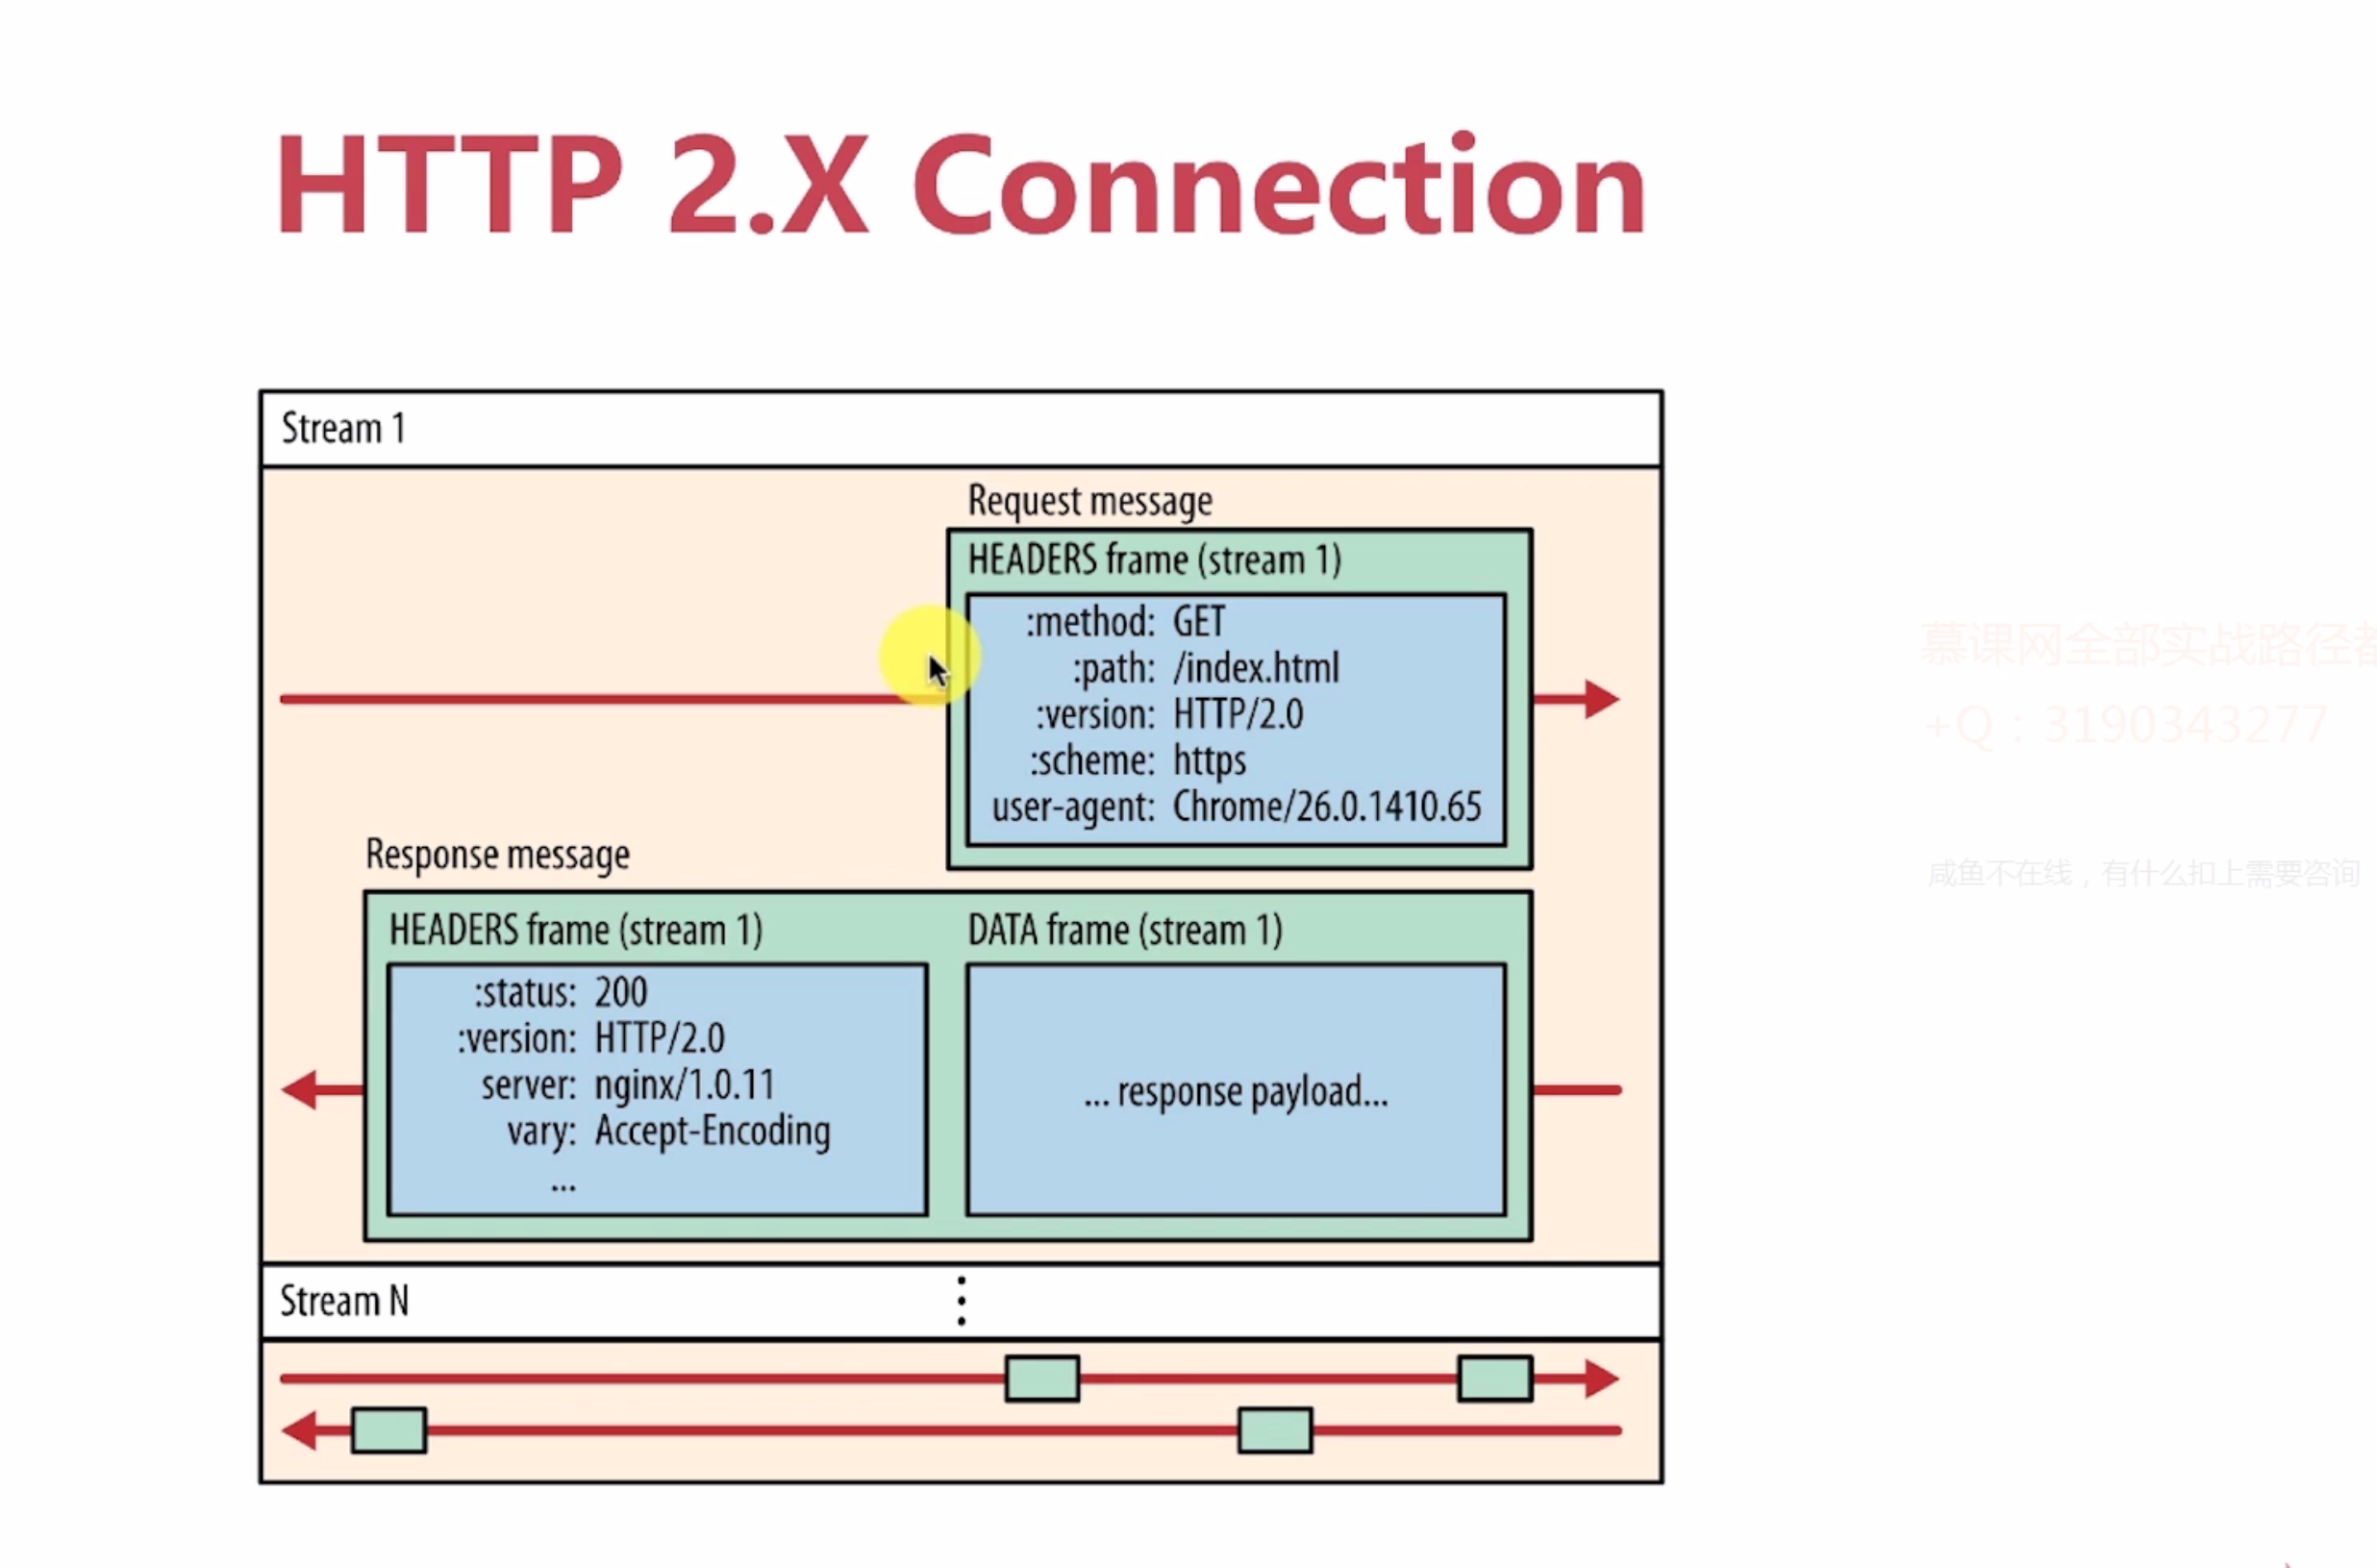 HTTP 2.X Connection
Stream 1
Request message
HEADERS frame (stream 1)
:method: GET
:path: /index.html
:version: HTTP/2.0
:scheme: https
user-agent: Chrome/26.0.1410.65
Response message
HEADERS frame (stream 1)
:status: 200
:version: HTTP/2.0
server: nginx/1.0.11
vary: Accept-Encoding
...
DATA frame (stream 1)
... response payload...
Stream N
慕课网全部实战路径都
+Q：3190343277
咸鱼不在线，有什么扣上需要咨询